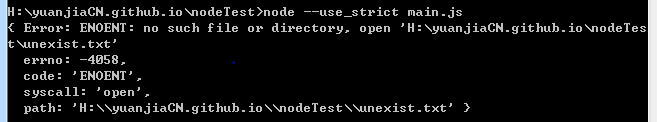 H:\yuanjiaCN.github.io\nodeTest>node --use_strict main.js
{ Error: ENOENT: no such file or directory, open 'H:\yuanjiaCN.github.io\nodeTes
t\unexist.txt'
  errno: -4058,
  code: 'ENOENT',
  syscall: 'open',
  path: 'H:\\yuanjiaCN.github.io\\nodeTest\\unexist.txt' }